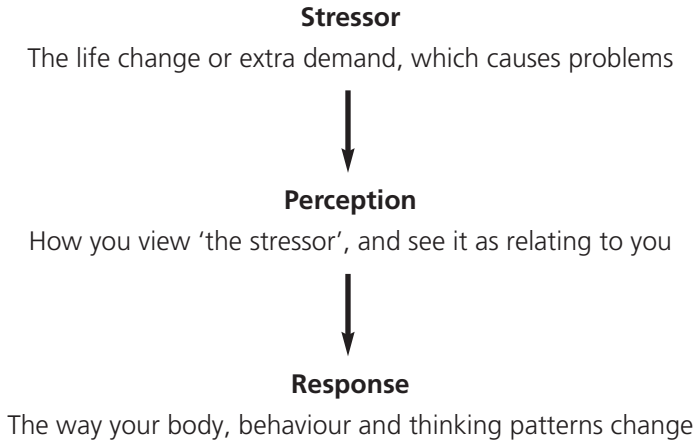 Stressor
The life change or extra demand, which causes problems
Perception
How you view ‘the stressor’, and see it as relating to you
Response
The way your body, behaviour and thinking patterns change